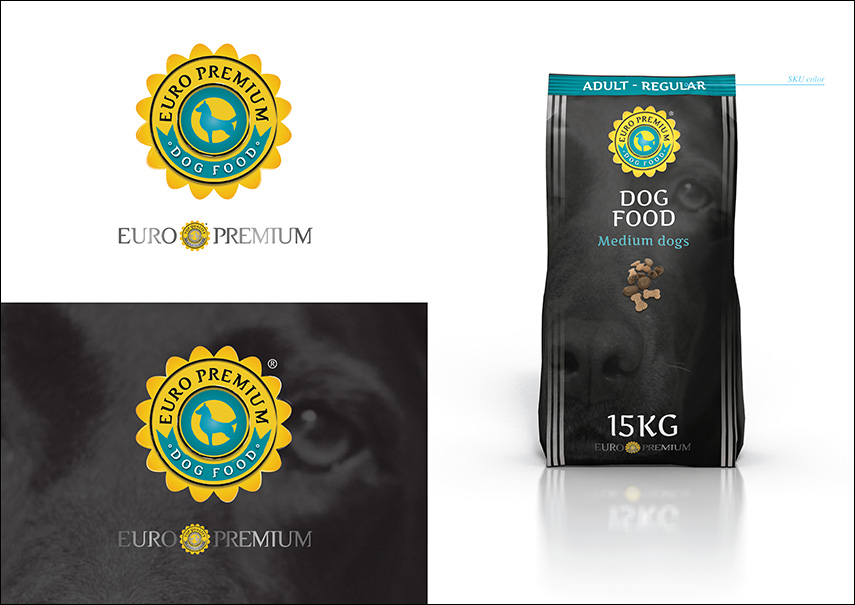 EURO PREMIUM
DOG FOOD
EURO PREMIUM
EURO PREMIUM
®
DOG FOOD
EURO PREMIUM
SKU color
ADULT - REGULAR
EURO PREMIUM
®
DOG FOOD
DOG
FOOD
Medium dogs
15KG
EURO PREMIUM
15KG